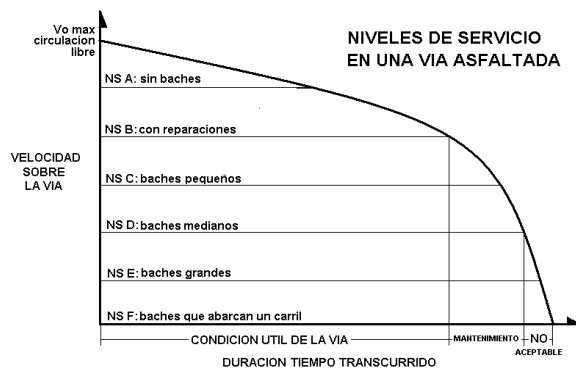 Vo max
circulacion
libre
NIVELES DE SERVICIO
EN UNA VIA ASFALTADA
NS A: sin baches
NS B: con reparaciones
VELOCIDAD
SOBRE
LA VIA
NS C: baches pequeños
NS D: baches medianos
NS E: baches grandes
NS F: baches que abarcan un carril
CONDICION UTIL DE LA VIA
MANTENIMIENTO
NO
ACEPTABLE
DURACION TIEMPO TRANSCURRIDO